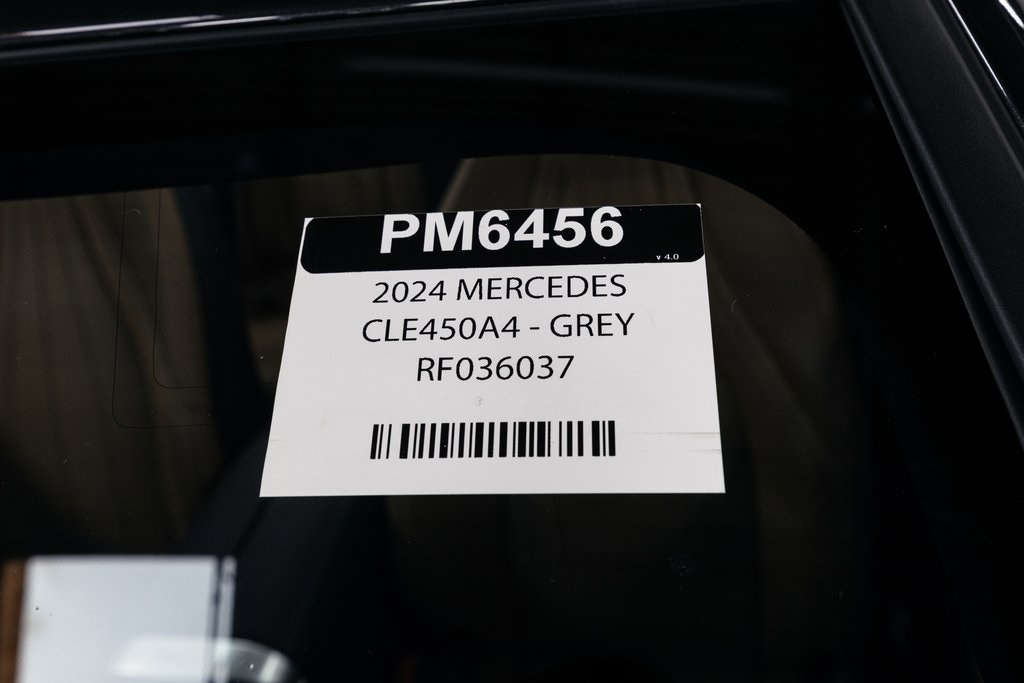 PM6456
v 4.0
2024 MERCEDES
CLE450A4 - GREY
RF036037